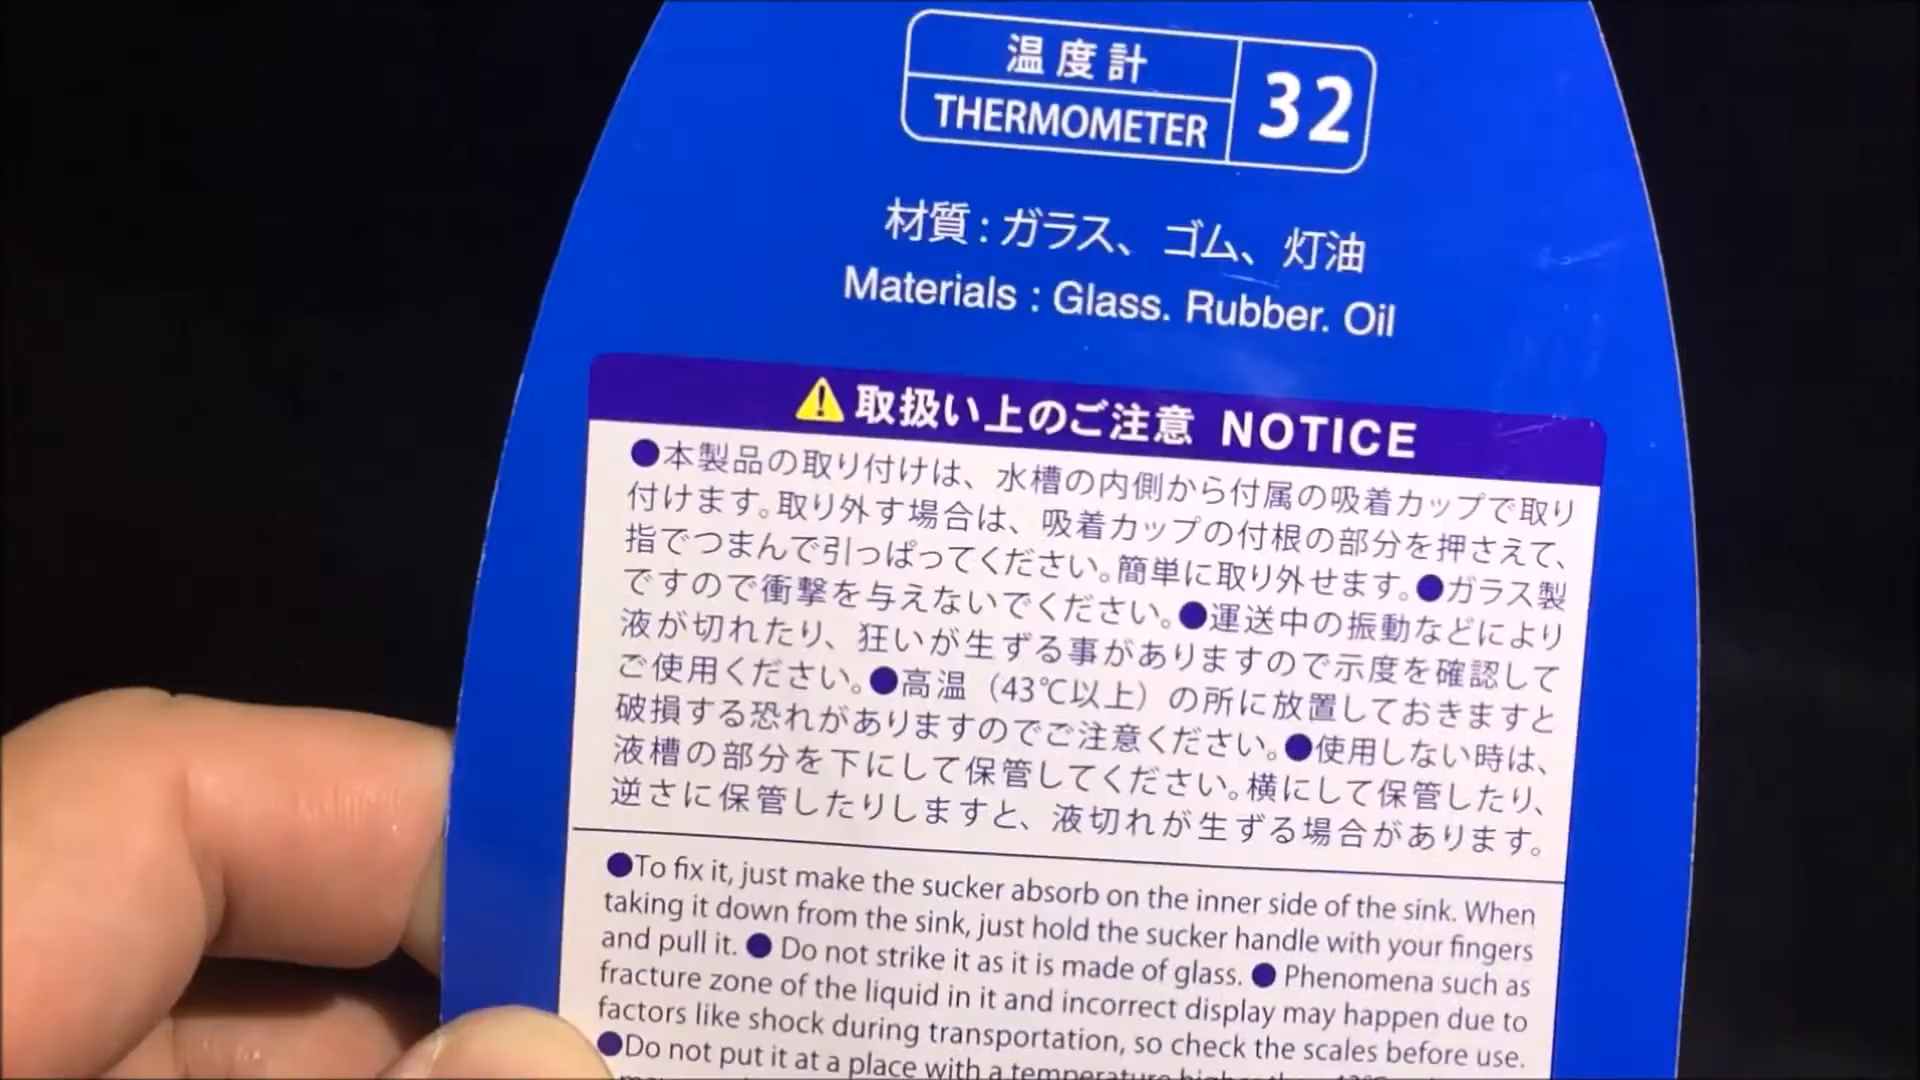 温度計
THERMOMETER
32
材質:ガラス、ゴム、灯油
Materials : Glass. Rubber. Oil
取扱い上のご注意 NOTICE
●本製品の取り付けは、水槽の内側から付属の吸着カップで取り
付けます。取り外す場合は、吸着カップの付根の部分を押さえて、
指でつまんで引っぱってください。簡単に取り外せます。●ガラス製
ですので衝撃を与えないでください。●運送中の振動などにより
液が切れたり、狂いが生ずる事がありますので示度を確認して
ご使用ください。●高温（43℃以上）の所に放置しておきますと
破損する恐れがありますのでご注意ください。●使用しない時は、
液槽の部分を下にして保管してください。横にして保管したり、
逆さに保管したりしますと、液切れが生ずる場合があります。
●To fix it, just make the sucker absorb on the inner side of the sink. When
taking it down from the sink, just hold the sucker handle with your fingers
and pull it. ● Do not strike it as it is made of glass. ● Phenomena such as
fracture zone of the liquid in it and incorrect display may happen due to
factors like shock during transportation, so check the scales before use.
●Do not put it at a place with a temperature